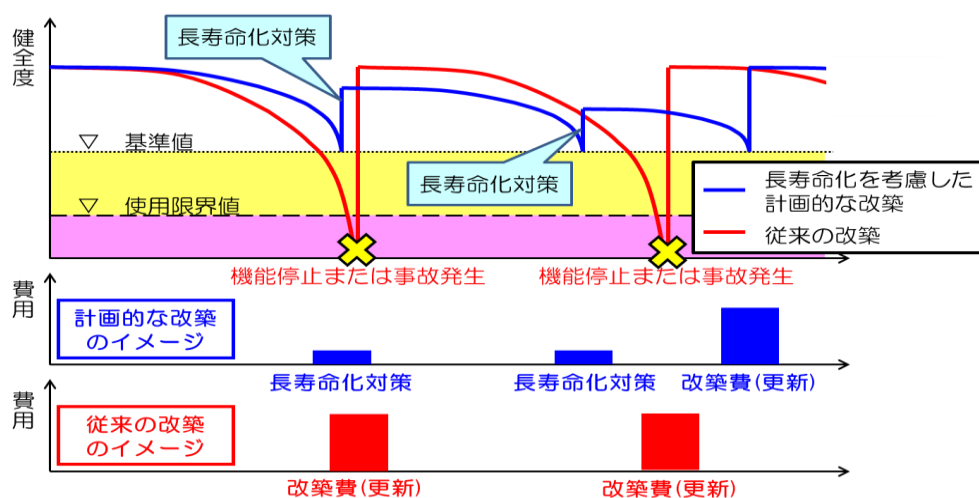 健全度
長寿命化対策
▽ 基準値
長寿命化対策
▽ 使用限界値
長寿命化を考慮した
計画的な改築
従来の改築
機能停止または事故発生
機能停止または事故発生
費用
計画的な改築
のイメージ
長寿命化対策
長寿命化対策
改築費(更新)
費用
従来の改築
のイメージ
改築費(更新)
改築費(更新)